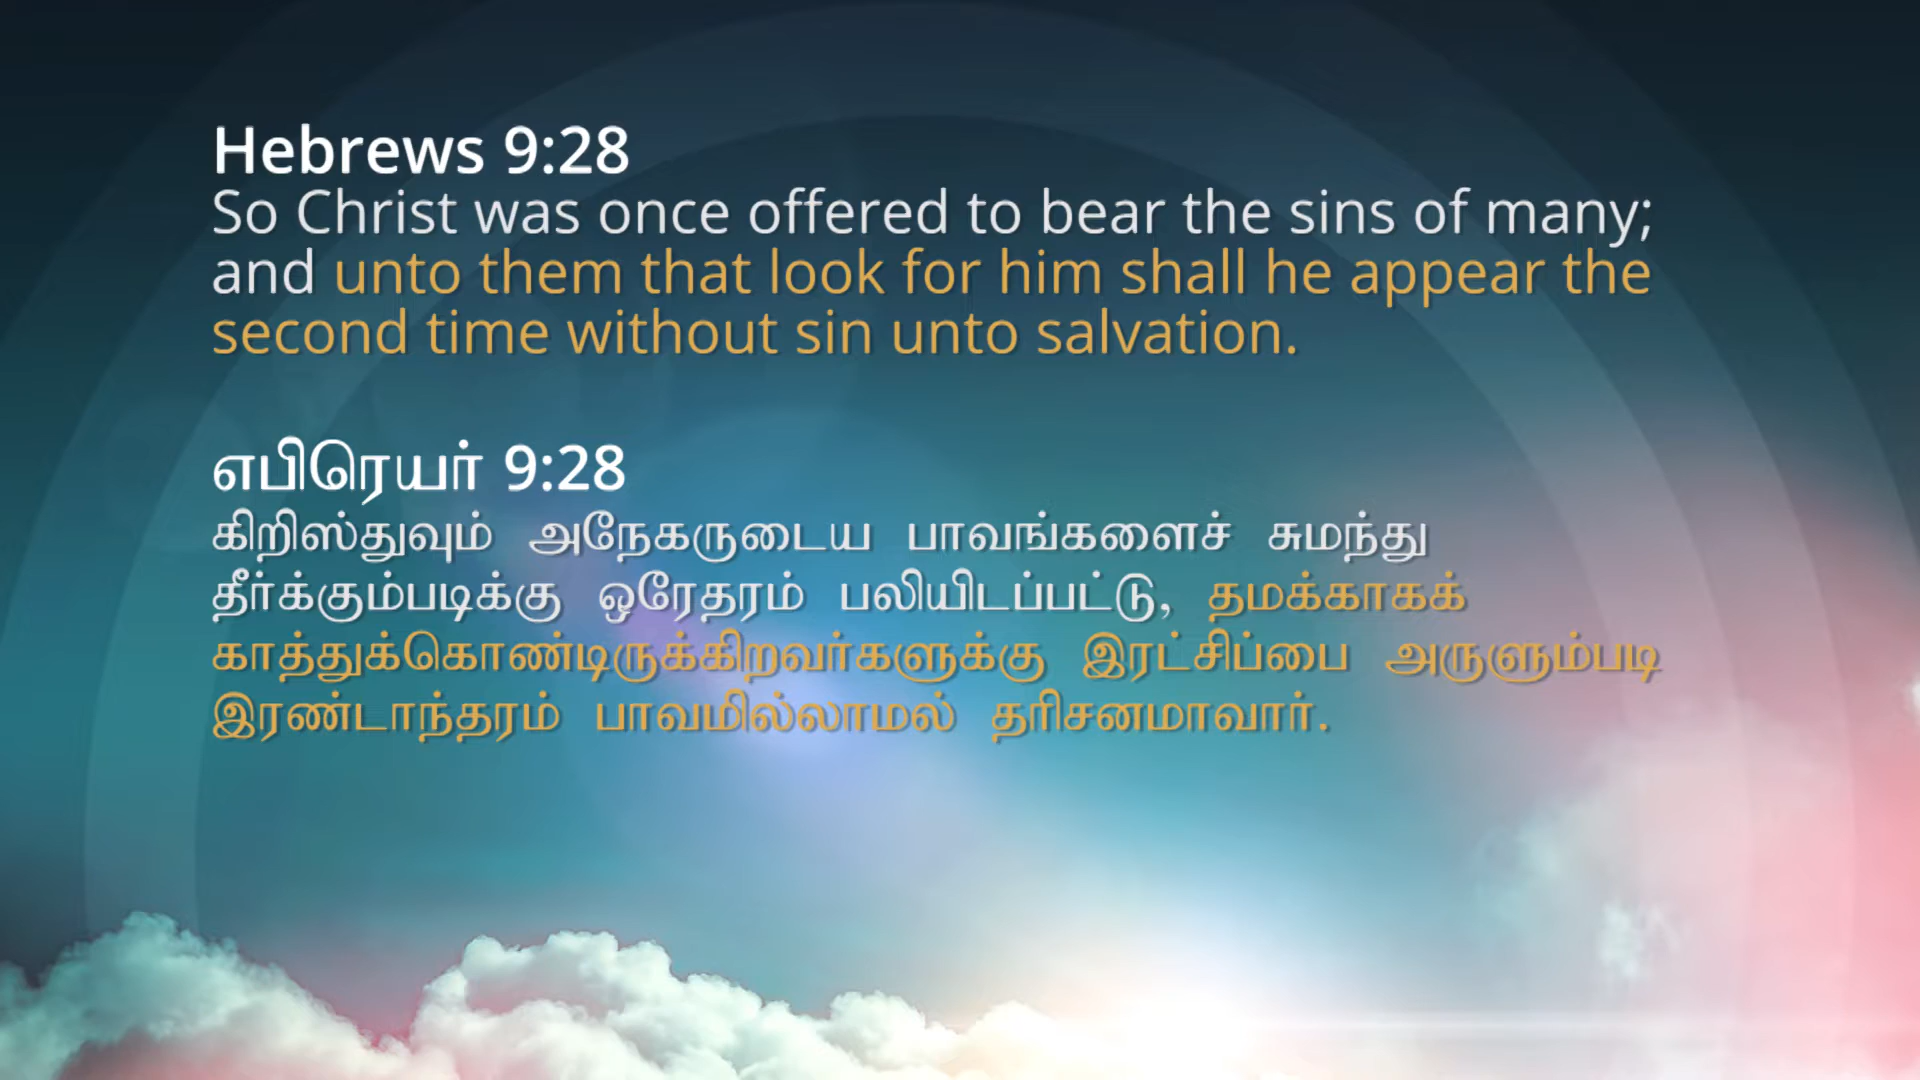 Hebrews 9:28
So Christ was once offered to bear the sins of many;
and unto them that look for him shall he appear the
second time without sin unto salvation.
எபிரெயர் 9:28
கிறிஸ்துவும் அநேகருடைய பாவங்களைச் சுமந்து
தீர்க்கும்படிக்கு ஒரேதரம் பலியிடப்பட்டு, தமக்காகக்
காத்துக்கொண்டிருக்கிறவர்களுக்கு இரட்சிப்பை அருளும்படி
இரண்டாந்தரம் பாவமில்லாமல் தரிசனமாவார்.